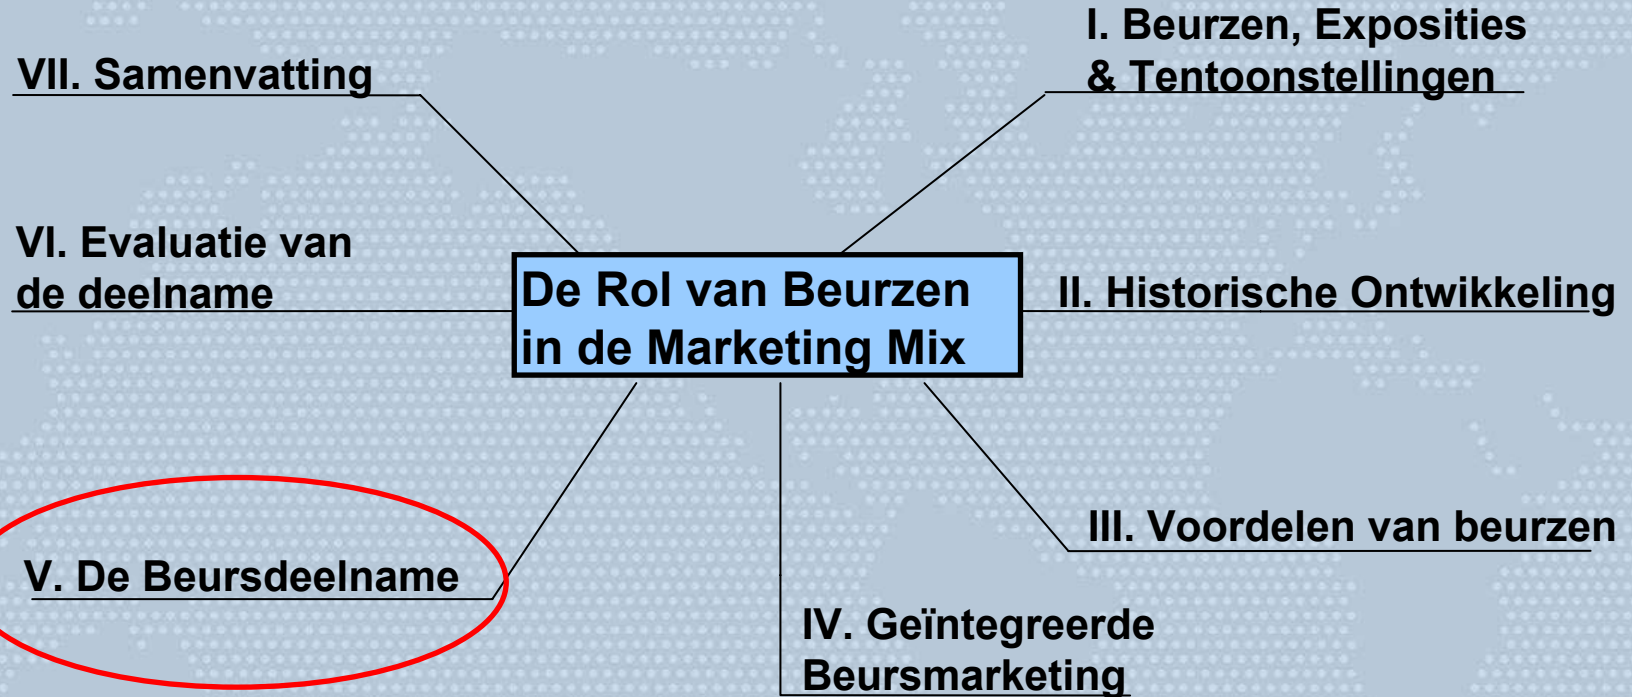 I. Beurzen, Exposities
& Tentoonstellingen
VII. Samenvatting
VI. Evaluatie van
de deelname
De Rol van Beurzen
in de Marketing Mix
II. Historische Ontwikkeling
III. Voordelen van beurzen
V. De Beursdeelname
IV. Geïntegreerde
Beursmarketing